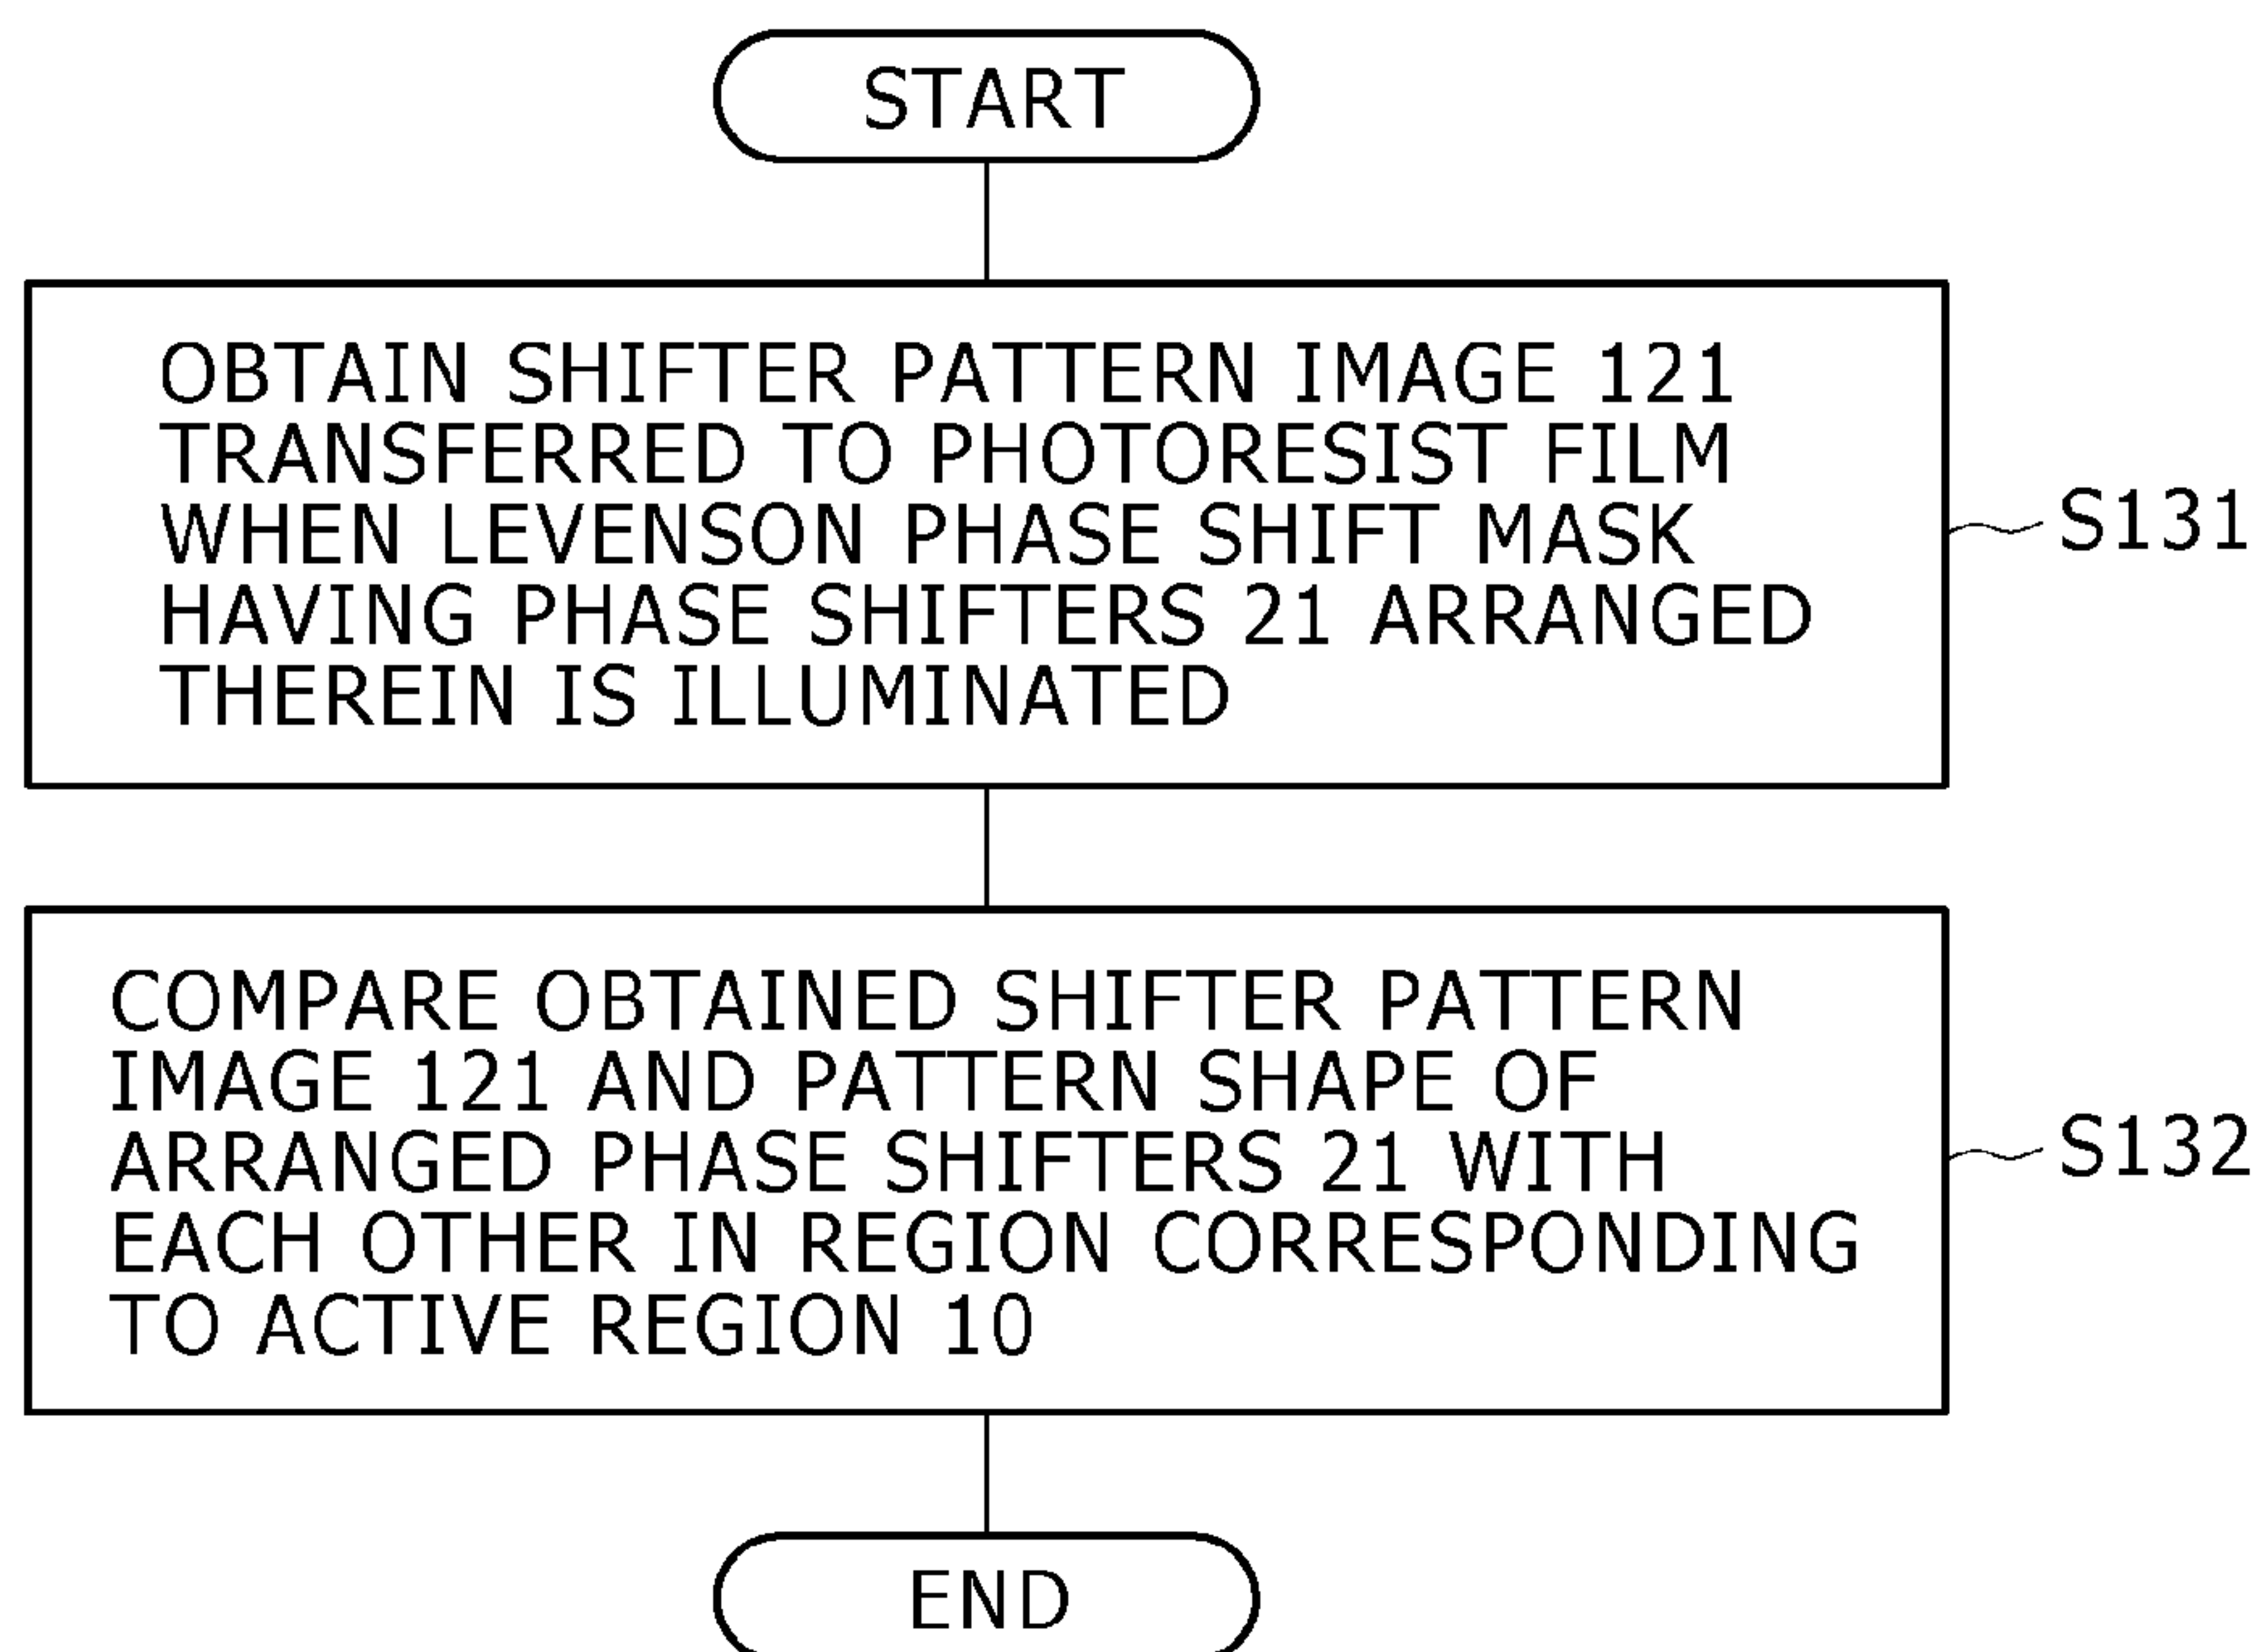 START
OBTAIN SHIFTER PATTERN IMAGE 121
TRANSFERRED TO PHOTORESIST FILM
WHEN LEVENSON PHASE SHIFT MASK
HAVING PHASE SHIFTERS 21 ARRANGED
THEREIN IS ILLUMINATED
S131
COMPARE OBTAINED SHIFTER PATTERN
IMAGE 121 AND PATTERN SHAPE OF
ARRANGED PHASE SHIFTERS 21 WITH
EACH OTHER IN REGION CORRESPONDING
TO ACTIVE REGION 10
S132
END